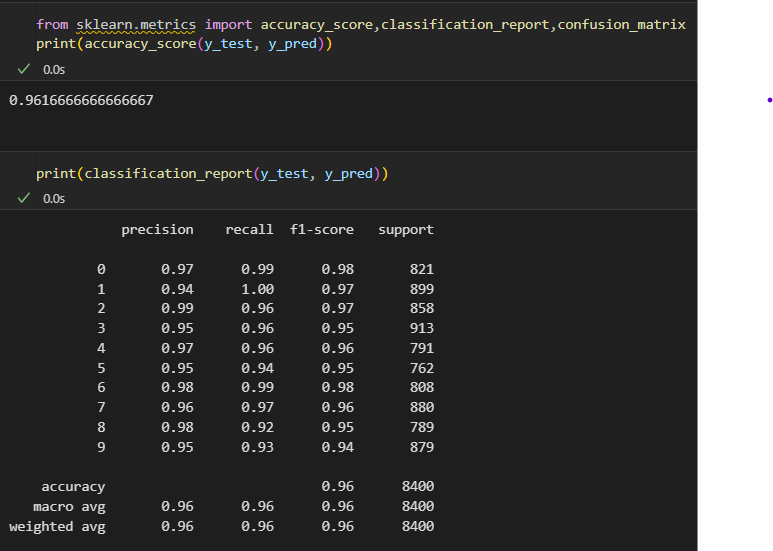 from sklearn.metrics import accuracy_score,classification_report,confusion_matrix
print(accuracy_score(y_test, y_pred))
0.0s
0.9616666666666667
print(classification_report(y_test, y_pred))
0.0s
precision recall f1-score support
0 0.97 0.99 0.98 821
1 0.94 1.00 0.97 899
2 0.99 0.96 0.97 858
3 0.95 0.96 0.95 913
4 0.97 0.96 0.96 791
5 0.95 0.94 0.95 762
6 0.98 0.99 0.98 808
7 0.96 0.97 0.96 880
8 0.98 0.92 0.95 789
9 0.95 0.93 0.94 879
accuracy 0.96 8400
macro avg 0.96 0.96 0.96 8400
weighted avg 0.96 0.96 0.96 8400